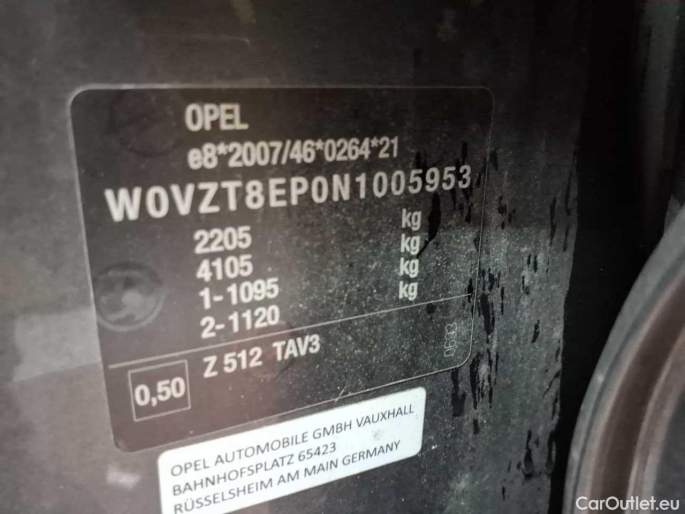 OPEL
e8*2007/46*0264*21
W0VZT8EP0N1005953
2205 kg
4105 kg
1-1095 kg
2-1120 kg
0,50 Z 512 TAV3
OPEL AUTOMOBILE GMBH VAUXHALL
BAHNHOFSPLATZ 65423
RÜSSELSHEIM AM MAIN GERMANY
CarOutlet.eu